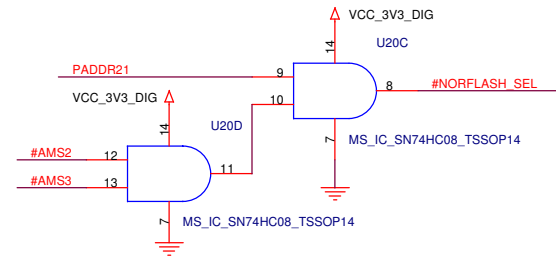 VCC_3V3_DIG
14
U20C
PADDR21
9
8
#NORFLASH_SEL
VCC_3V3_DIG
10
14
U20D
7
MS_IC_SN74HC08_TSSOP14
#AMS2
12
11
#AMS3
13
7
MS_IC_SN74HC08_TSSOP14